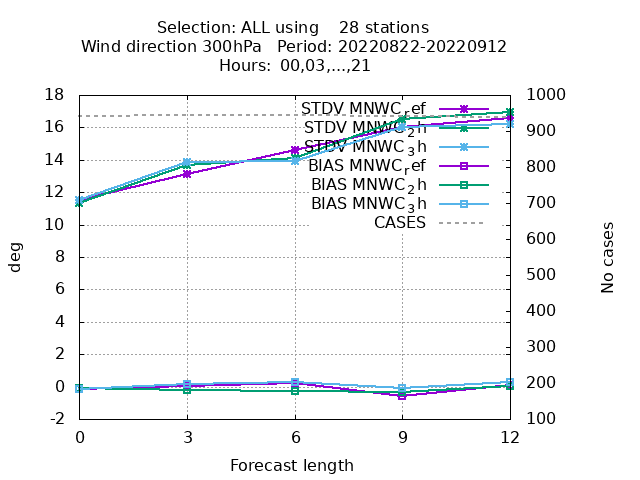 Selection: ALL using 28 stations
Wind direction 300hPa Period: 20220822-20220912
Hours: 00,03,...,21
18 1000
STDV MNWC_ref
16 STDV MNWC_2h 900
STDV MNWC_3h
14 BIAS MNWC_ref 800
12 BIAS MNWC_2h 700
BIAS MNWC_3h
10 CASES 600
8 500
6 400
4
2 300
0 200
-2 100
deg
No cases
0 3 6 9 12
Forecast length